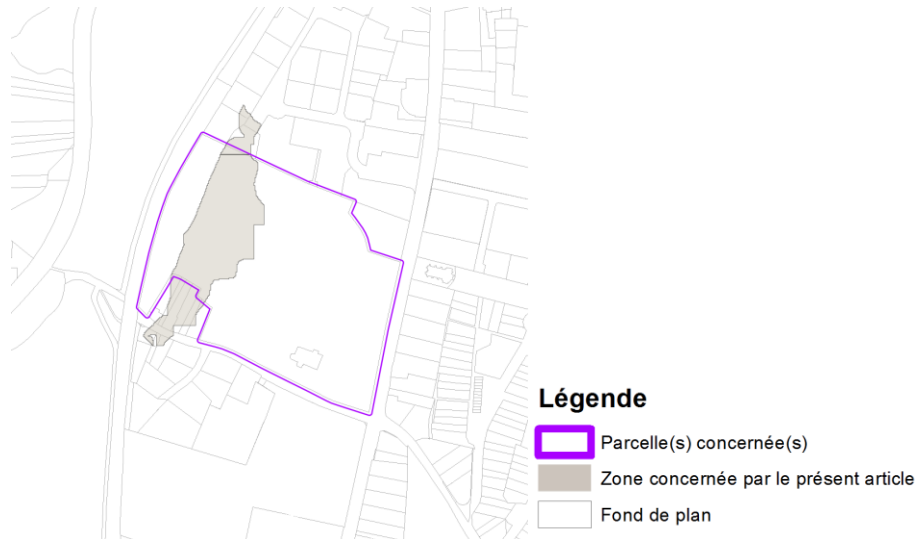 Légende
Parcelle(s) concernée(s)
Zone concernée par le présent article
Fond de plan